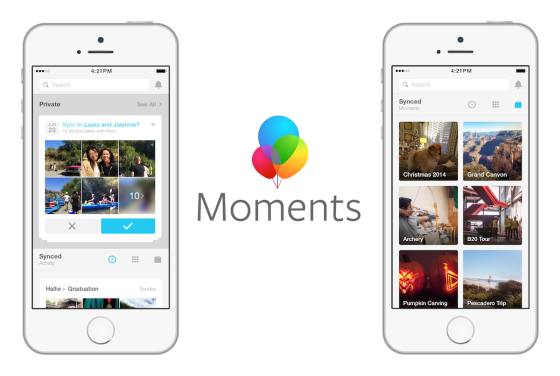 4:21 PM
Search
Private
See All >
JUN
23
Sync to Laura and Jasmine?
10 photos taken with them
10>
Synced
Activity
Hallie > Graduation
Sunday
Moments
4:21 PM
Search
Synced
Moments
Christmas 2014
Grand Canyon
Archery
B20 Tour
Pumpkin Carving
Pescadero Trip